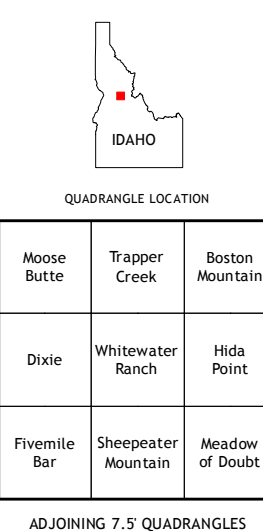 IDAHO
QUADRANGLE LOCATION
Moose
Butte
Trapper
Creek
Boston
Mountain
Dixie
Whitewater
Ranch
Hida
Point
Fivemile
Bar
Sheepeater
Mountain
Meadow
of Doubt
ADJOINING 7.5' QUADRANGLES